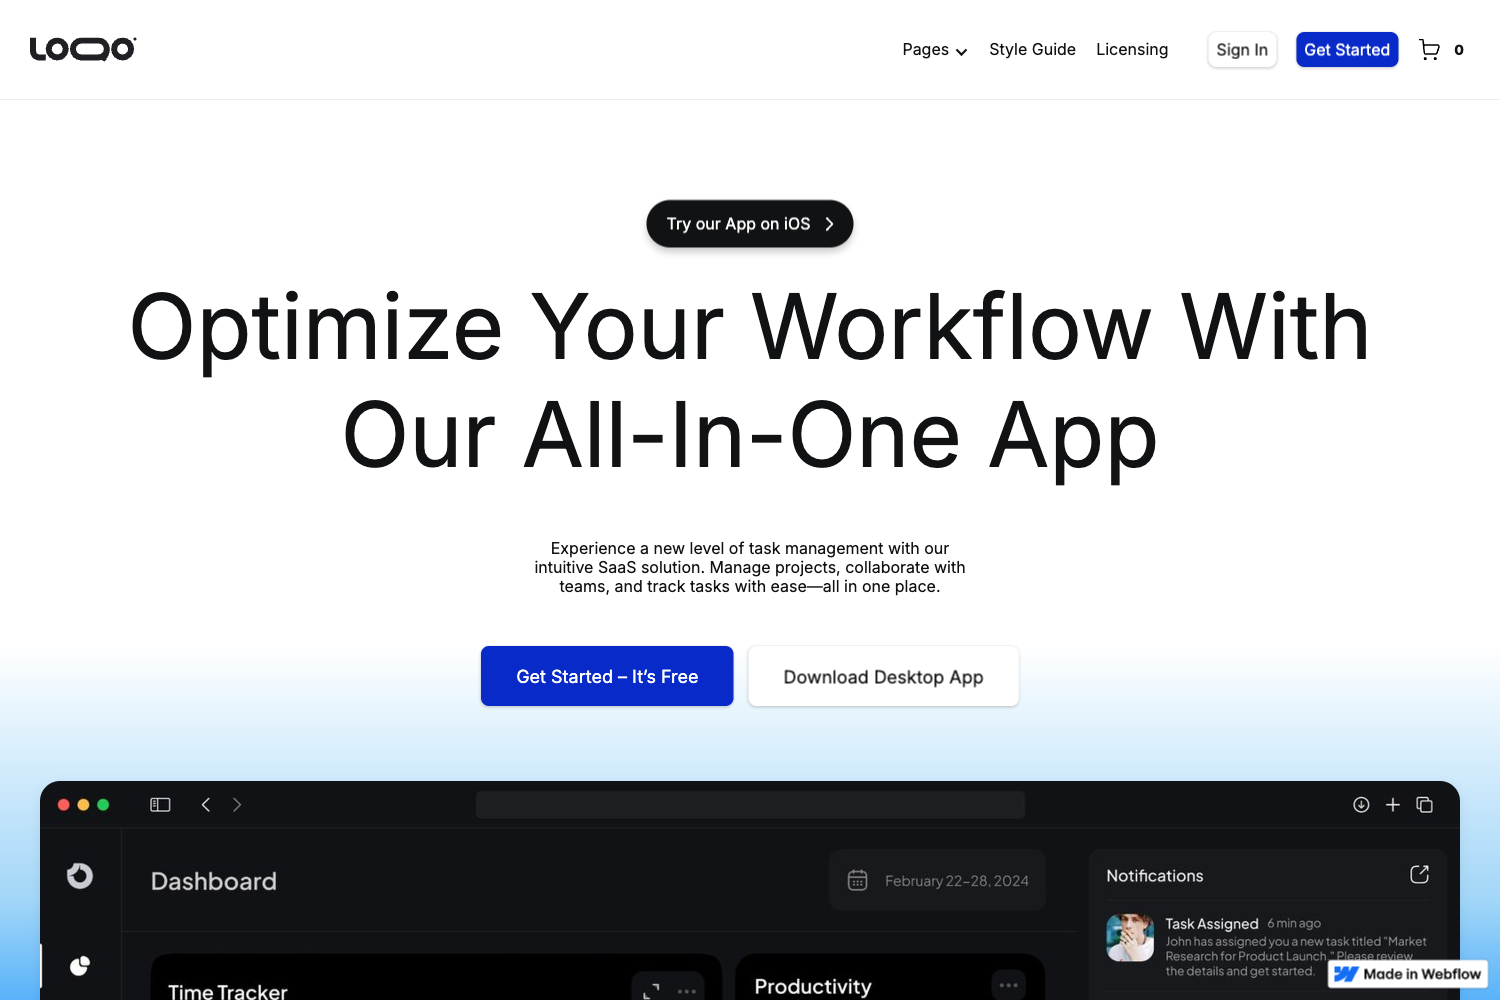 LOQO
Pages
Style Guide
Licensing
Sign In
Get Started
0
Try our App on iOS
Optimize Your Workflow With
Our All-In-One App
Experience a new level of task management with our
intuitive SaaS solution. Manage projects, collaborate with
teams, and track tasks with ease—all in one place.
Get Started – It's Free
Download Desktop App
Dashboard
February 22–28, 2024
Notifications
Task Assigned 6 min ago
John has assigned you a new task titled "Market
Research for Product Launch." Please review
the details and get started.
Time Tracker
Productivity
Made in Webflow